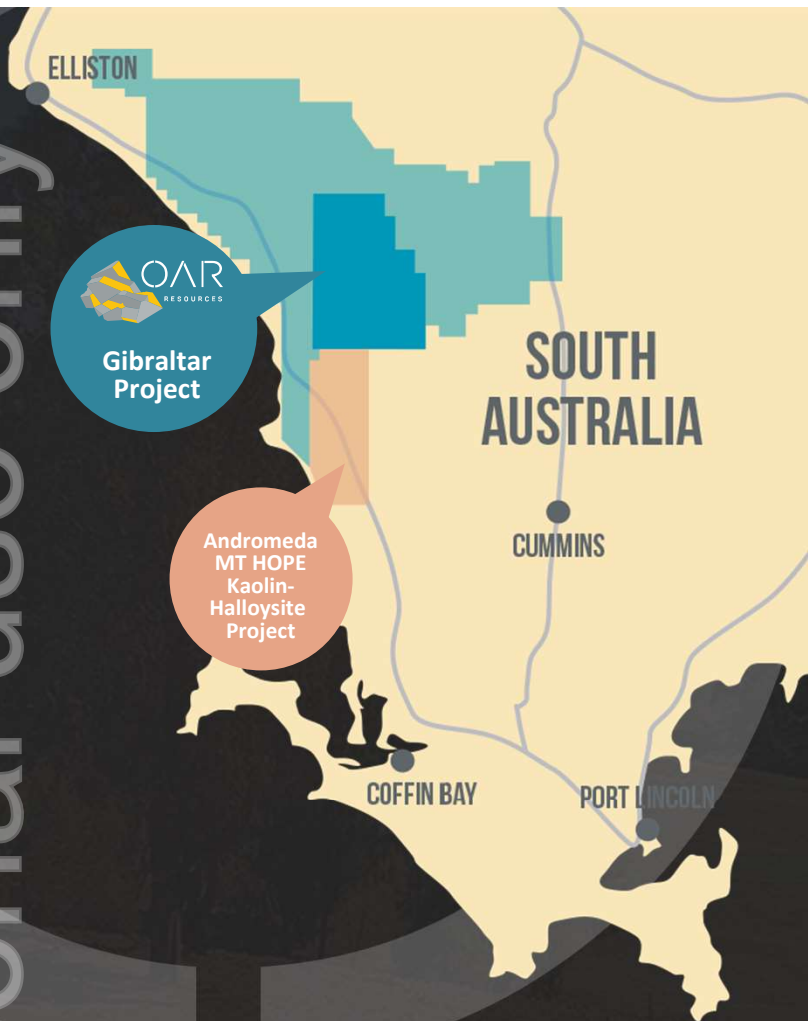 ELLISTON
OAR
RESOURCES
Gibraltar
Project
SOUTH
AUSTRALIA
Andromeda
MT HOPE
Kaolin-
Halloysite
Project
CUMMINS
COFFIN BAY
PORT LINCOLN